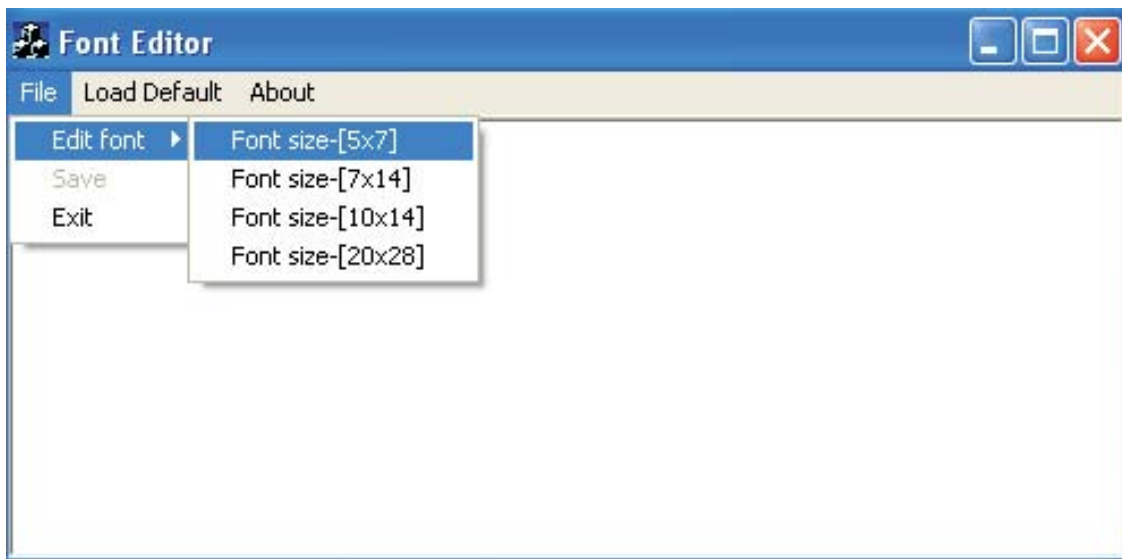 Font Editor
File Load Default About
Edit font Font size-[5x7]
Save Font size-[7x14]
Exit Font size-[10x14]
Font size-[20x28]